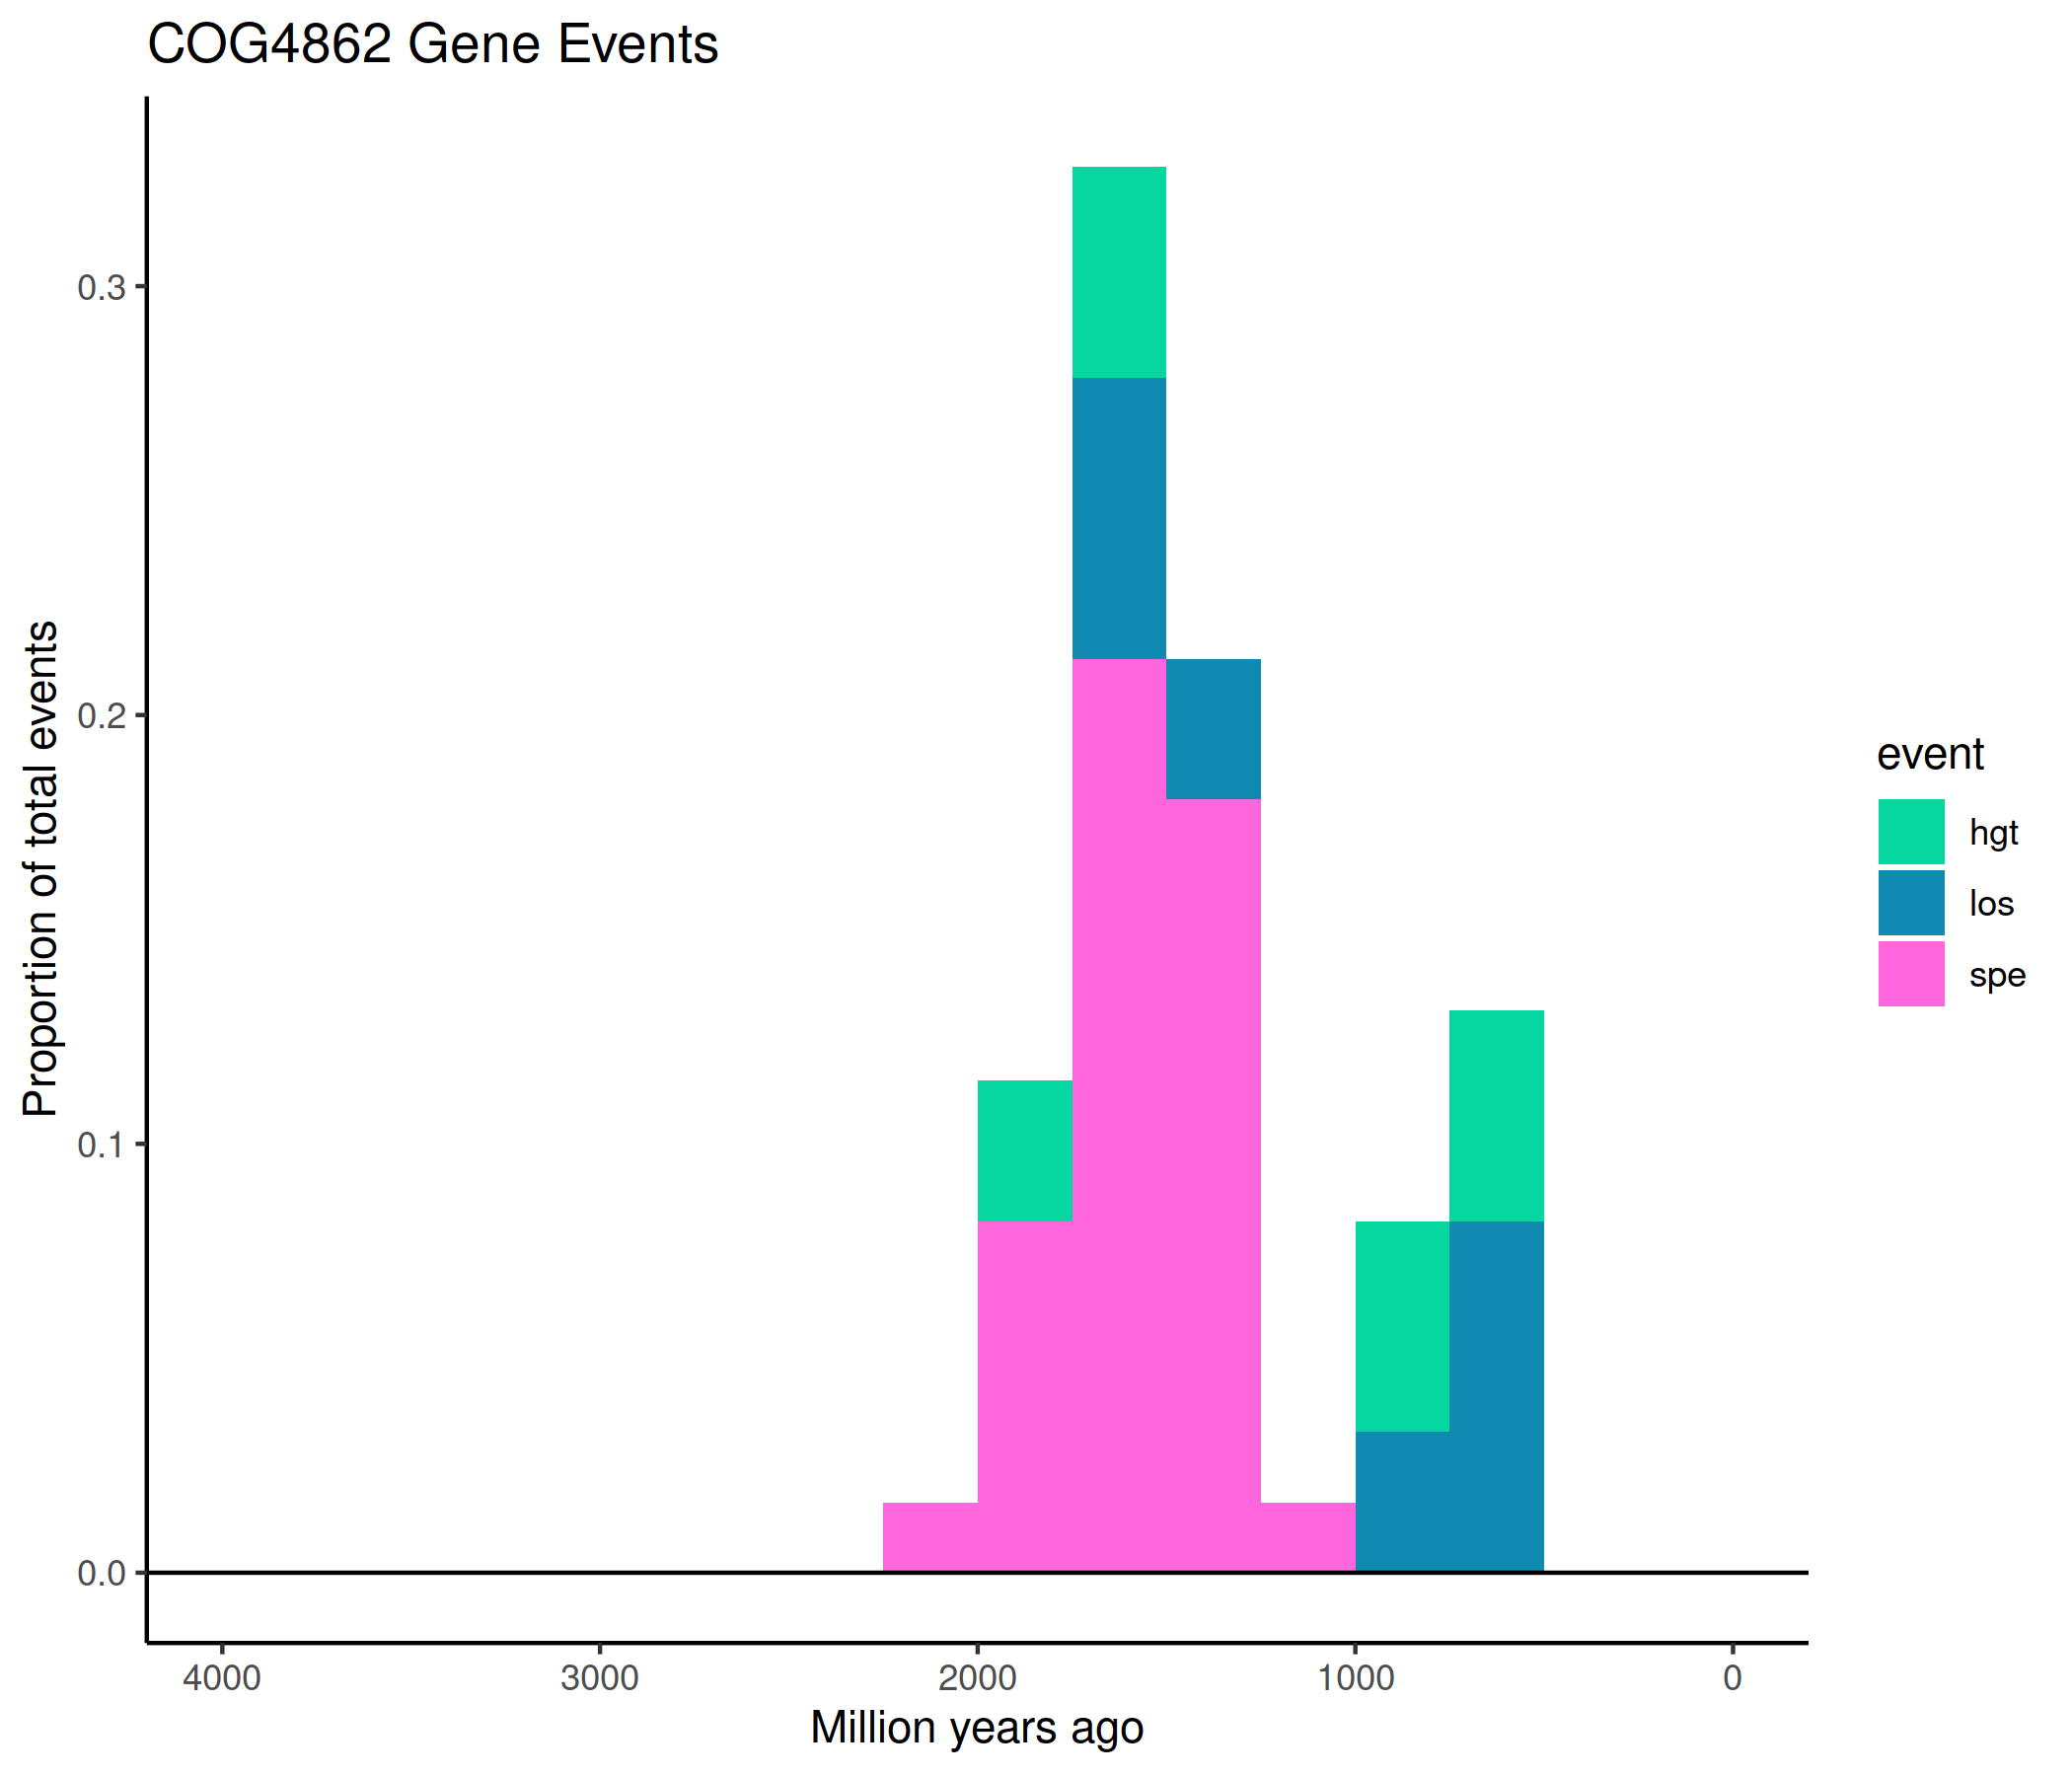 COG4862 Gene Events
Proportion of total events
0.3
0.2
0.1
0.0
4000 3000 2000 1000 0
Million years ago
event
hgt
los
spe